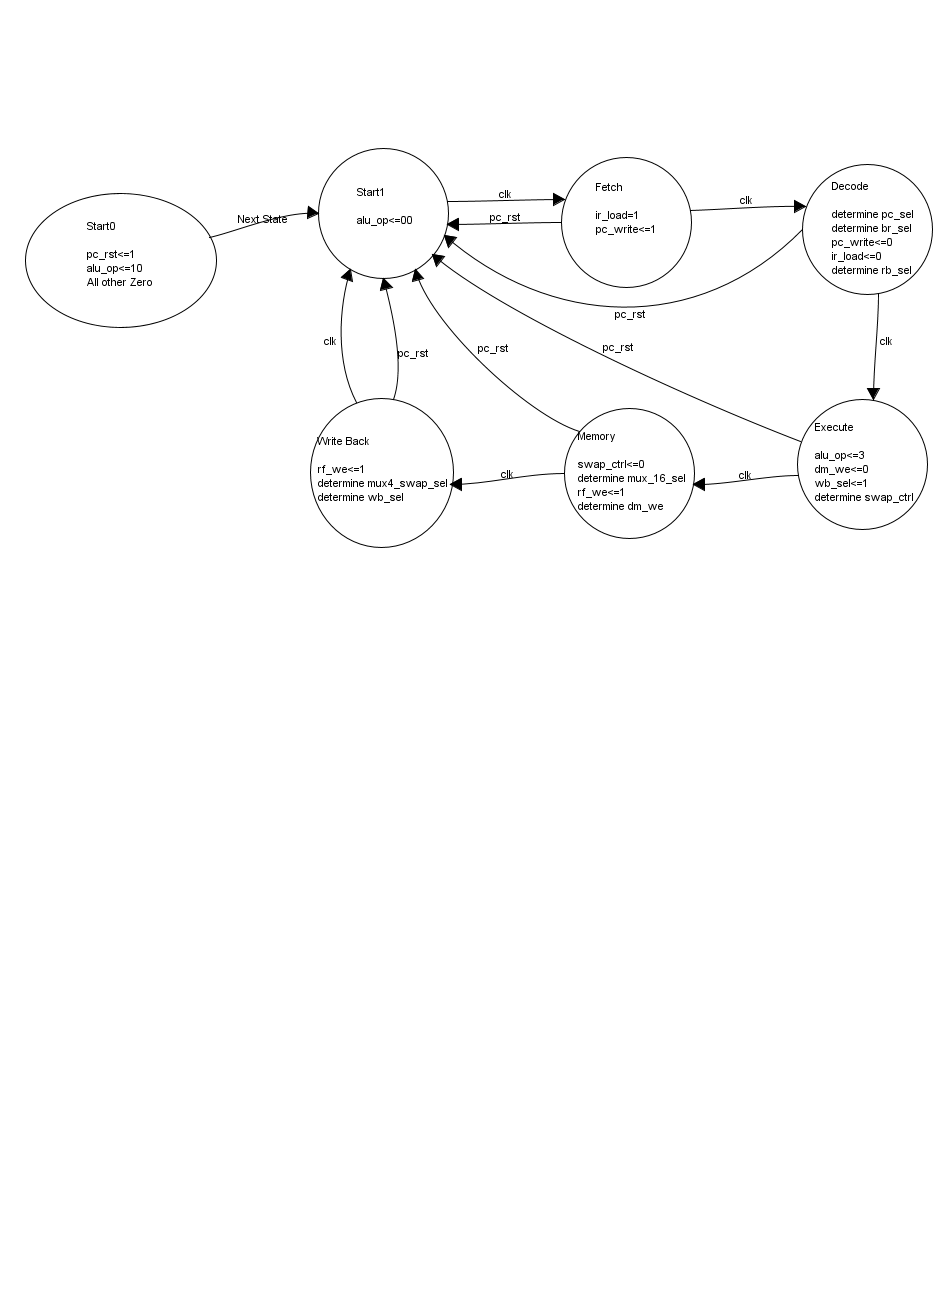 Start0
pc_rst<=1
alu_op<=10
All other Zero
Next State
Start1
alu_op<=00
clk
pc_rst
Fetch
ir_load=1
pc_write<=1
clk
Decode
determine pc_sel
determine br_sel
pc_write<=0
ir_load<=0
determine rb_sel
pc_rst
clk
pc_rst
pc_rst
clk
pc_rst
Write Back
rf_we<=1
determine mux4_swap_sel
determine wb_sel
clk
Memory
swap_ctrl<=0
determine mux_16_sel
rf_we<=1
determine dm_we
clk
Execute
alu_op<=3
dm_we<=0
wb_sel<=1
determine swap_ctrl